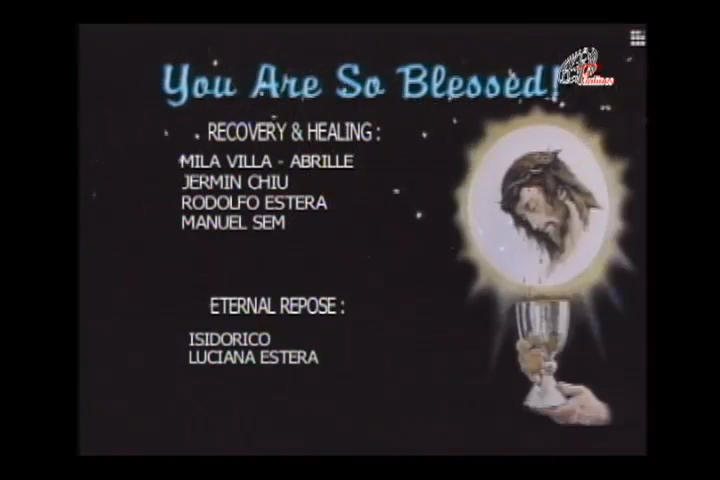 You Are So Blessed!
RECOVERY & HEALING :
MILA VILLA - ABRILLE
JERMIN CHIU
RODOLFO ESTERA
MANUEL SEM
ETERNAL REPOSE :
ISIDORICO
LUCIANA ESTERA